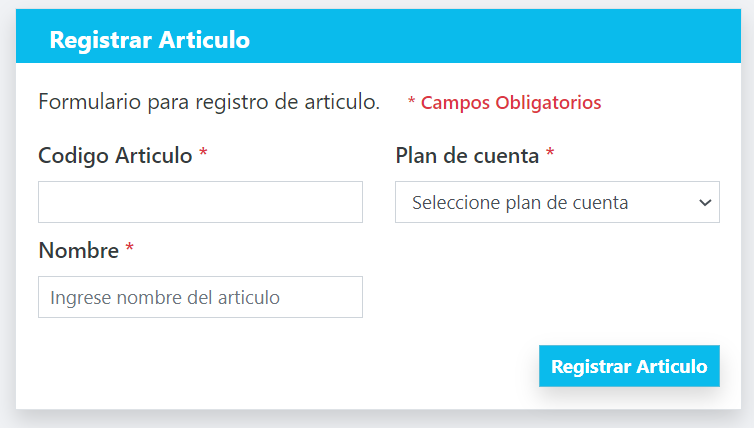 Registrar Articulo
Formulario para registro de articulo. * Campos Obligatorios
Codigo Articulo * Plan de cuenta *
Seleccione plan de cuenta
Nombre *
Ingrese nombre del articulo
Registrar Articulo